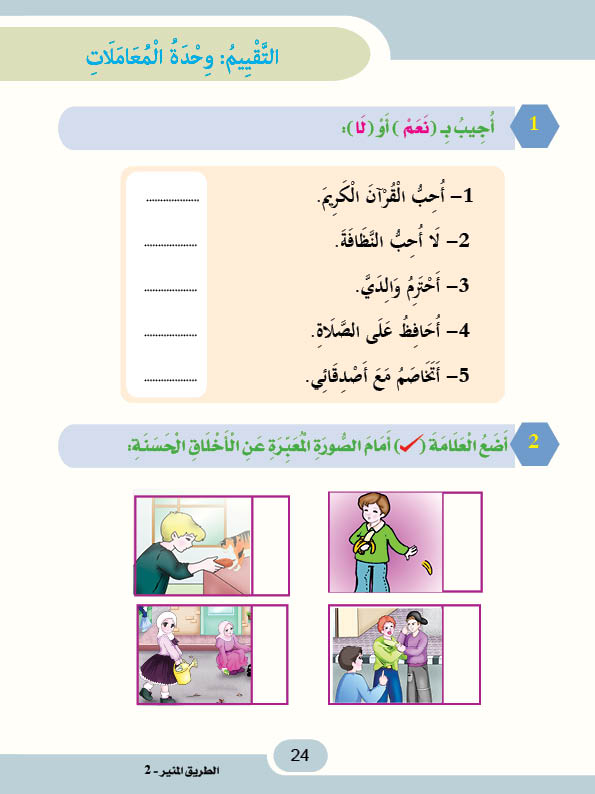 التَّقْيِيمُ: وِحْدَةُ الْمُعَامَلَاتِ
1 أُجِيبُ بِـ (نَعَمْ) أَوْ (لَا):
1- أُحِبُّ الْقُرْآنَ الْكَرِيمَ. ...................
2- لَا أُحِبُّ النَّظَافَةَ. ...................
3- أَحْتَرِمُ وَالِدَيَّ. ...................
4- أُحَافِظُ عَلَى الصَّلَاةِ. ...................
5- أَتَخَاصَمُ مَعَ أَصْدِقَائِي. ...................
2 أَضَعُ الْعَلَامَةَ (✓) أَمَامَ الصُّورَةِ الْمُعَبِّرَةِ عَنِ الْأَخْلَاقِ الْحَسَنَةِ:
24
الطريق المنير - 2